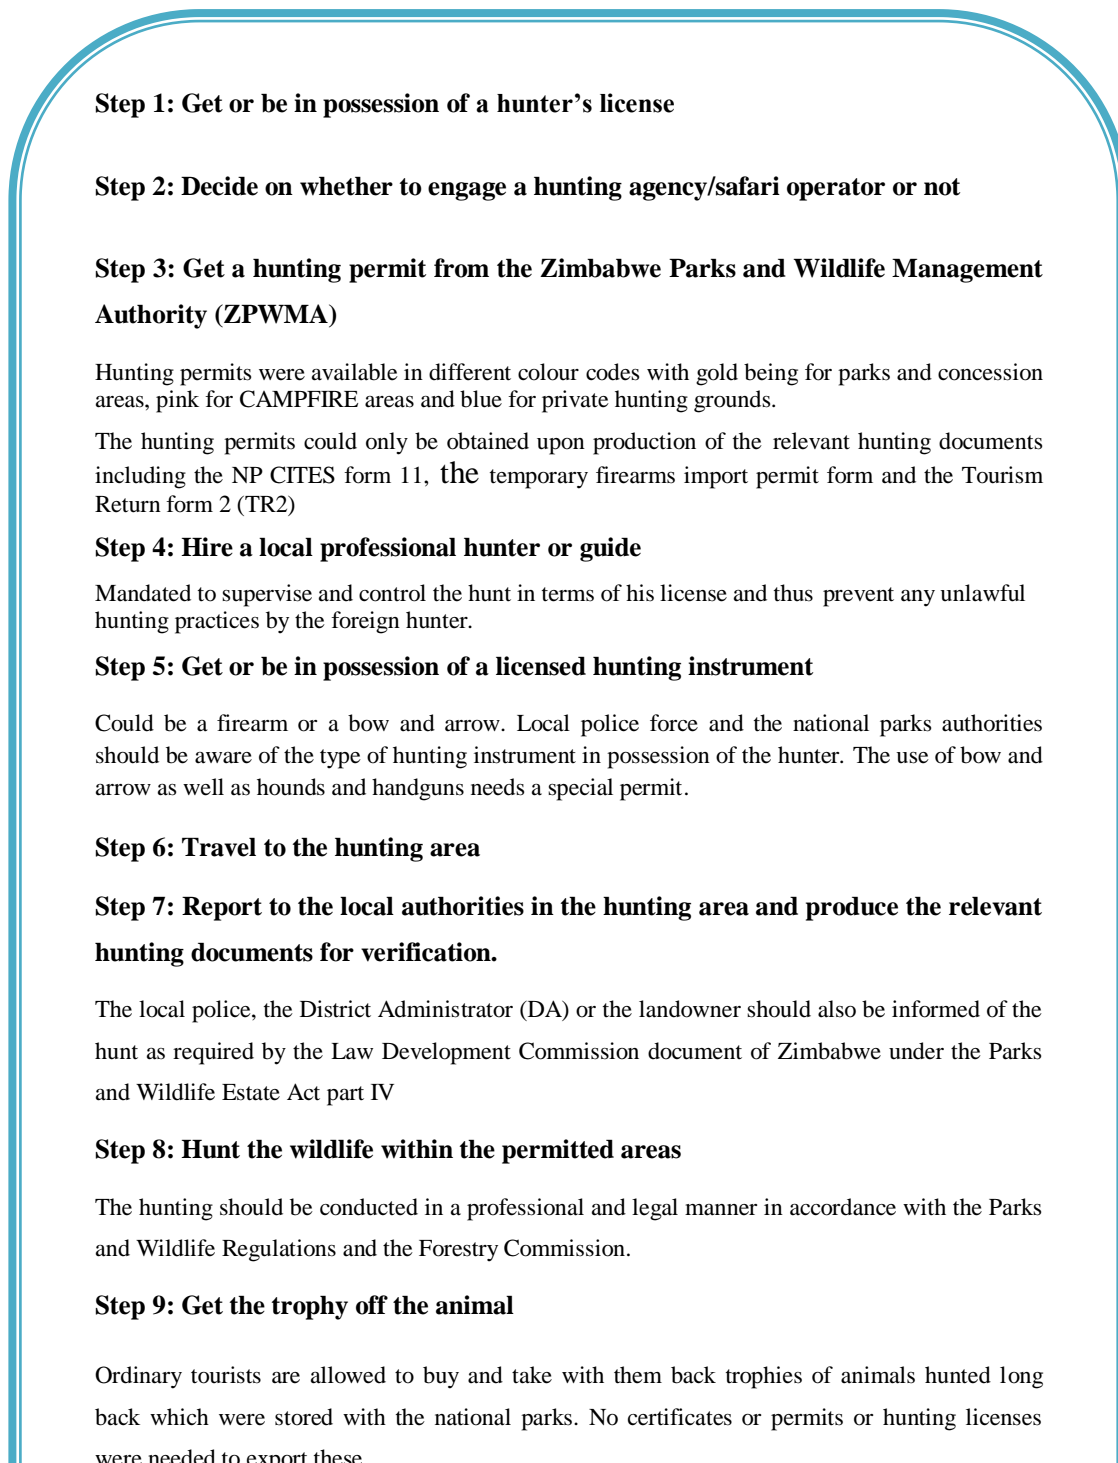 Step 1: Get or be in possession of a hunter’s license
Step 2: Decide on whether to engage a hunting agency/safari operator or not
Step 3: Get a hunting permit from the Zimbabwe Parks and Wildlife Management
Authority (ZPWMA)
Hunting permits were available in different colour codes with gold being for parks and concession
areas, pink for CAMPFIRE areas and blue for private hunting grounds.
The hunting permits could only be obtained upon production of the relevant hunting documents
including the NP CITES form 11, the temporary firearms import permit form and the Tourism
Return form 2 (TR2)
Step 4: Hire a local professional hunter or guide
Mandated to supervise and control the hunt in terms of his license and thus prevent any unlawful
hunting practices by the foreign hunter.
Step 5: Get or be in possession of a licensed hunting instrument
Could be a firearm or a bow and arrow. Local police force and the national parks authorities
should be aware of the type of hunting instrument in possession of the hunter. The use of bow and
arrow as well as hounds and handguns needs a special permit.
Step 6: Travel to the hunting area
Step 7: Report to the local authorities in the hunting area and produce the relevant
hunting documents for verification.
The local police, the District Administrator (DA) or the landowner should also be informed of the
hunt as required by the Law Development Commission document of Zimbabwe under the Parks
and Wildlife Estate Act part IV
Step 8: Hunt the wildlife within the permitted areas
The hunting should be conducted in a professional and legal manner in accordance with the Parks
and Wildlife Regulations and the Forestry Commission.
Step 9: Get the trophy off the animal
Ordinary tourists are allowed to buy and take with them back trophies of animals hunted long
back which were stored with the national parks. No certificates or permits or hunting licenses
were needed to export these